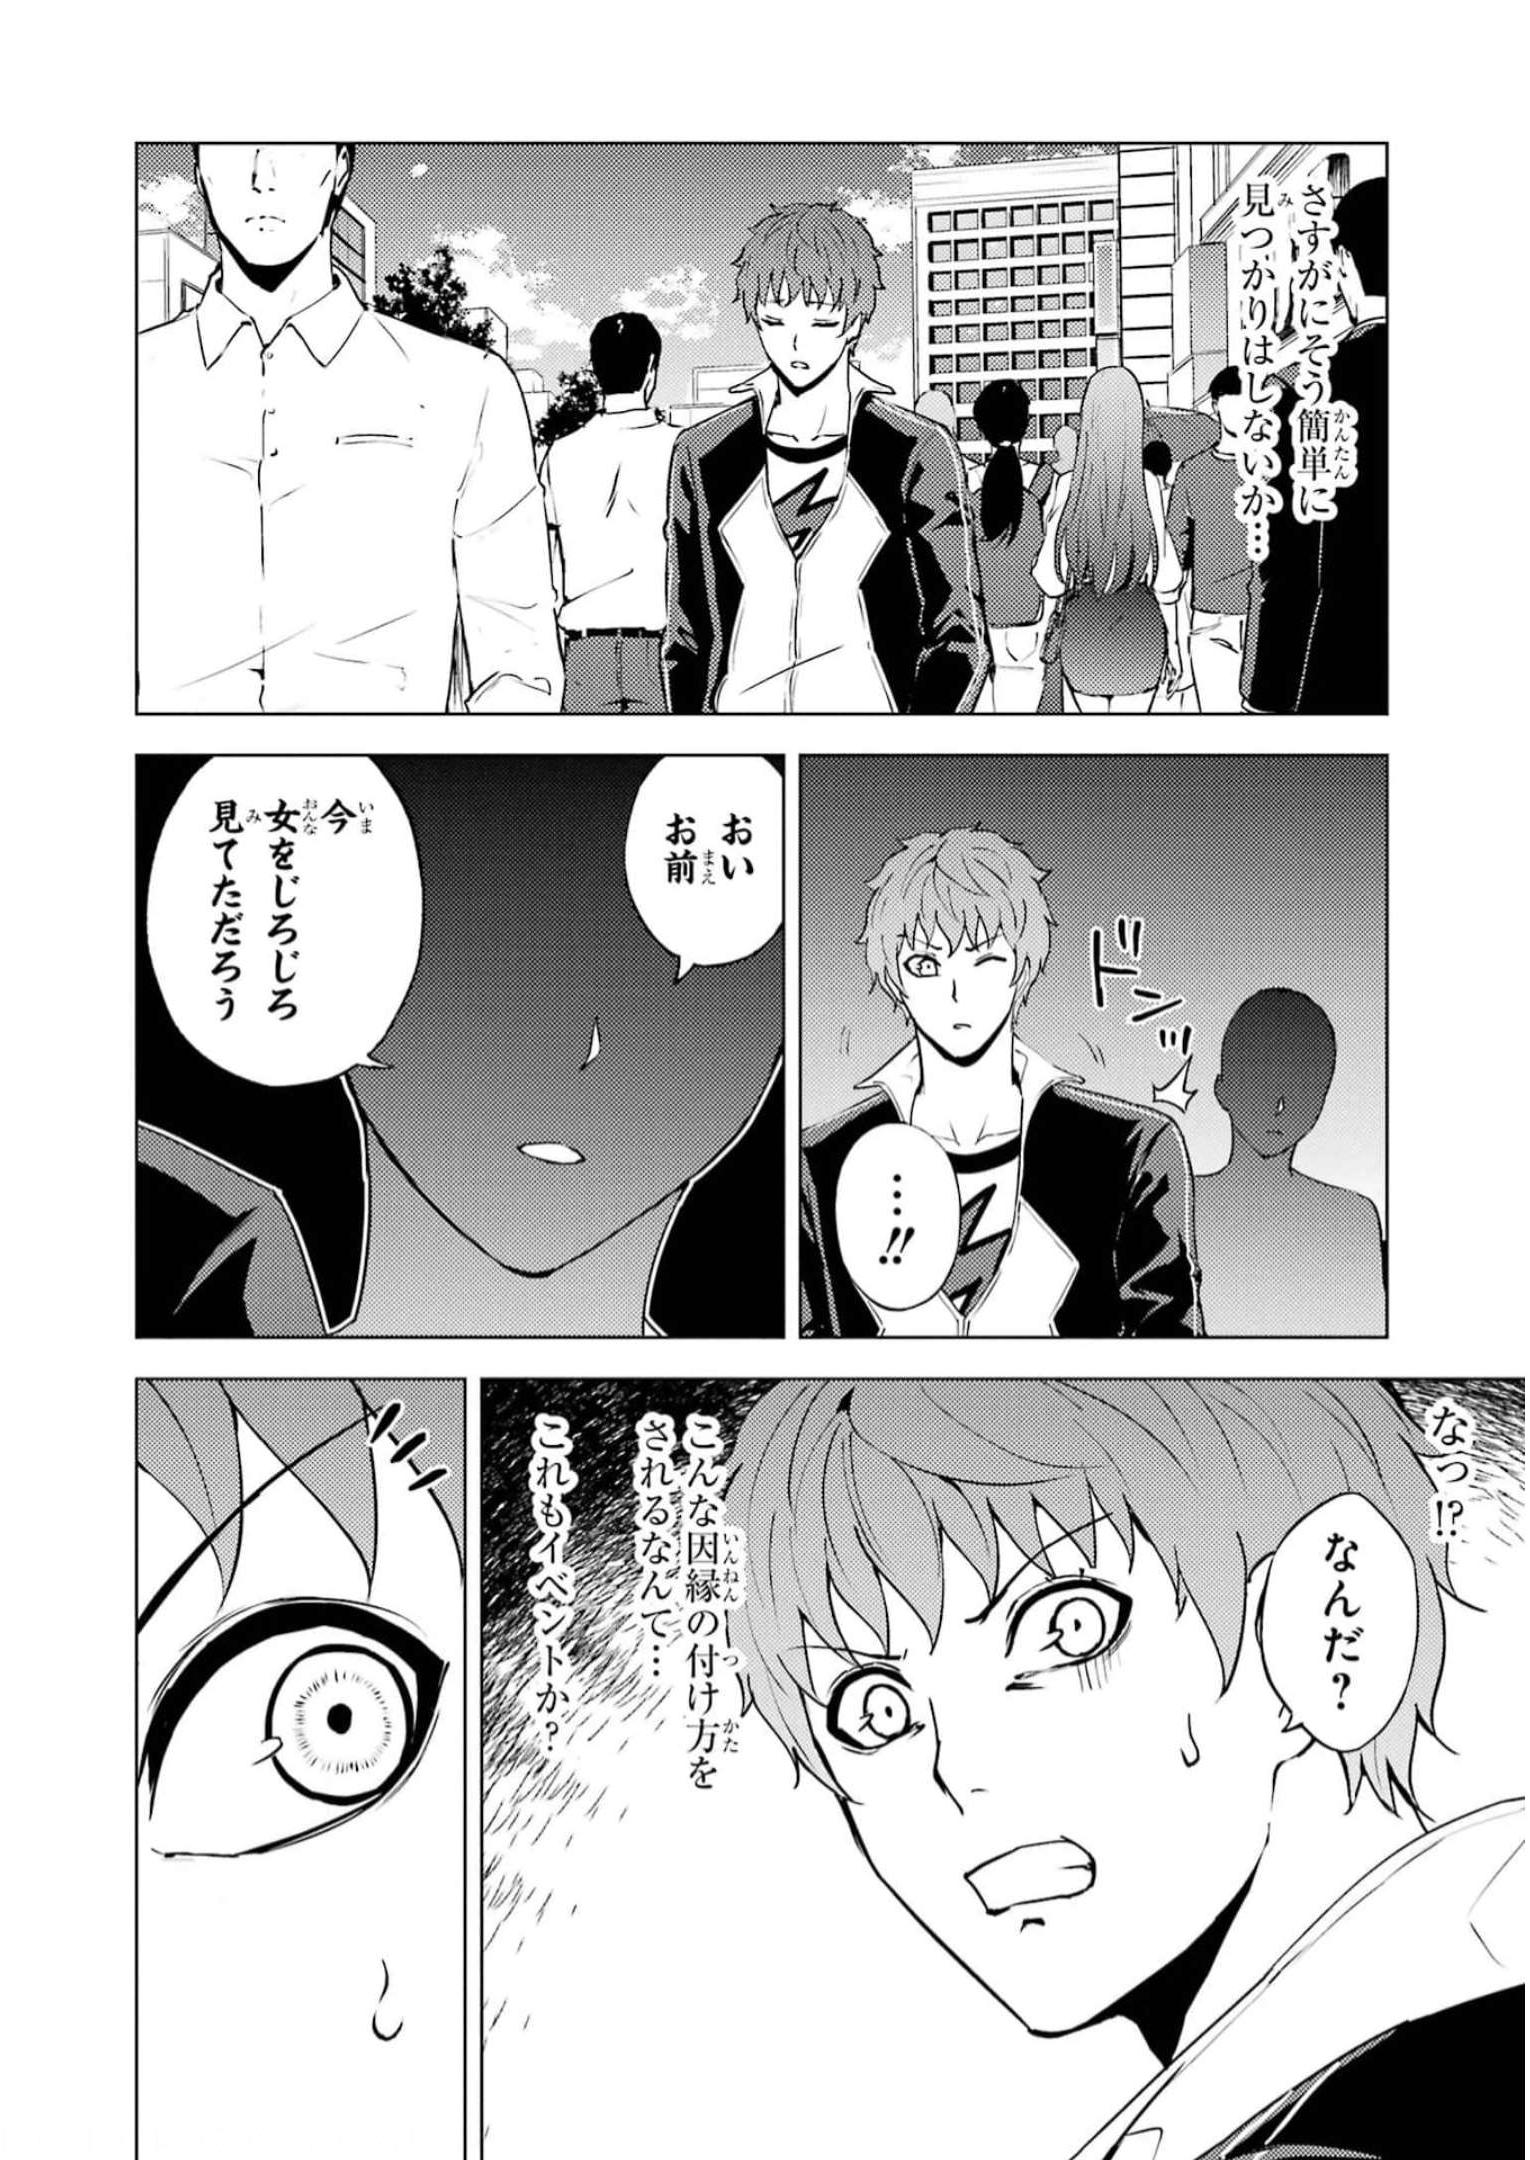 さすがにそう簡単に
見つかりはしないか…
ドンッ
…!!
おい
お前
今
女をじろじろ
見てただろう
なっ!?
なんだ?
こんな因縁の付け方を
されるなんて…
これもイベントか?